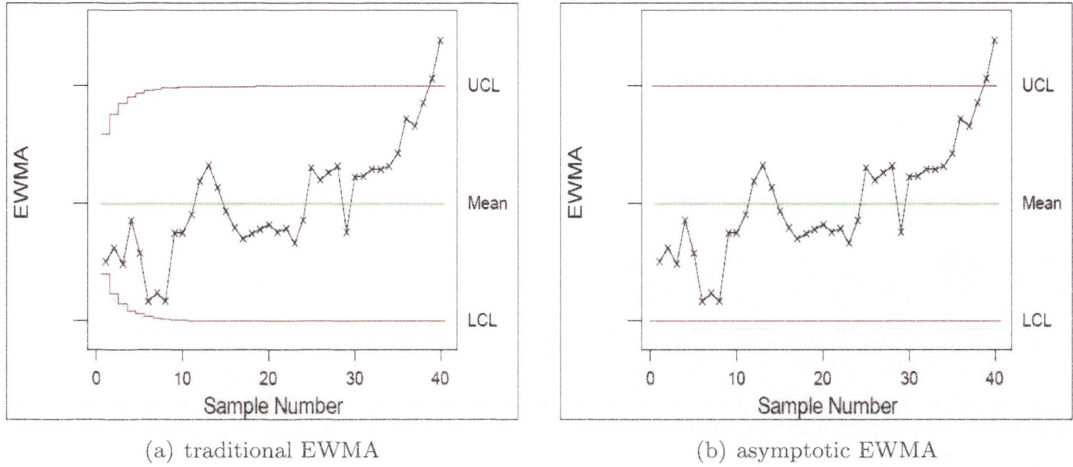 EWMA
UCL
Mean
LCL
0 10 20 30 40
Sample Number
(a) traditional EWMA
EWMA
UCL
Mean
LCL
0 10 20 30 40
Sample Number
(b) asymptotic EWMA